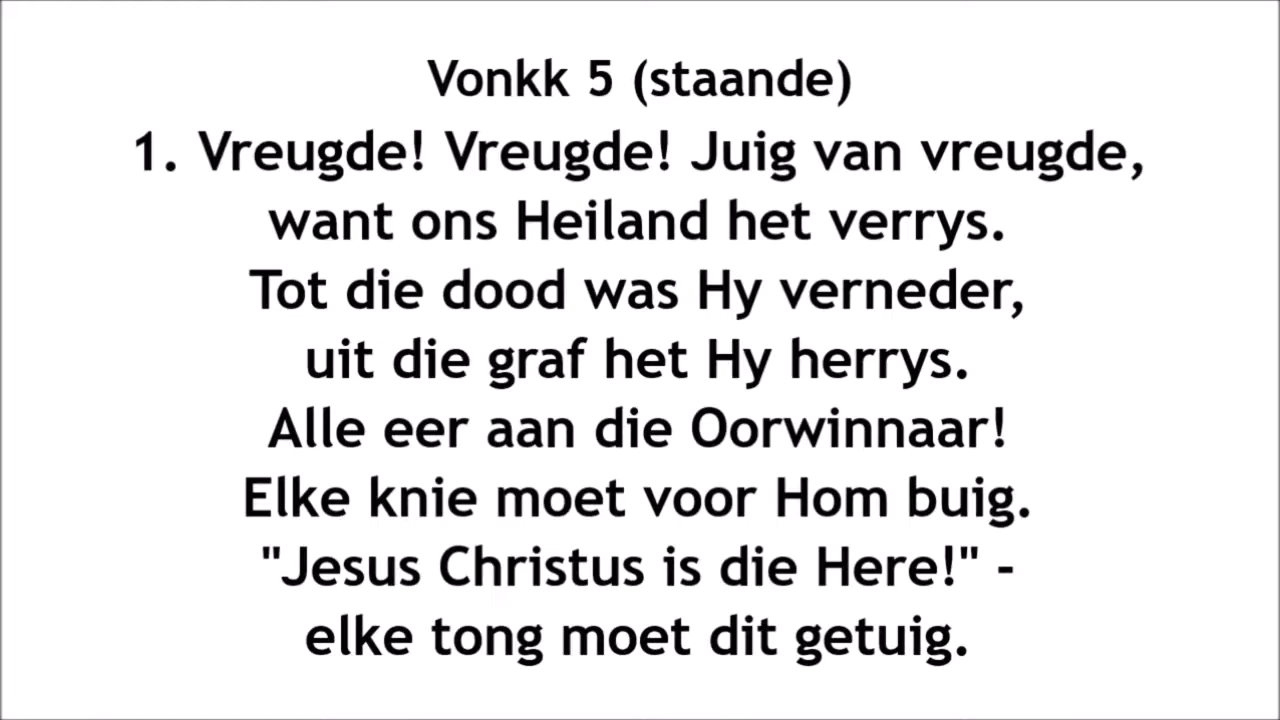 Vonkk 5 (staande)
1. Vreugde! Vreugde! Juig van vreugde,
want ons Heiland het verrys.
Tot die dood was Hy verneder,
uit die graf het Hy herrys.
Alle eer aan die Oorwinnaar!
Elke knie moet voor Hom buig.
"Jesus Christus is die Here!" -
elke tong moet dit getuig.